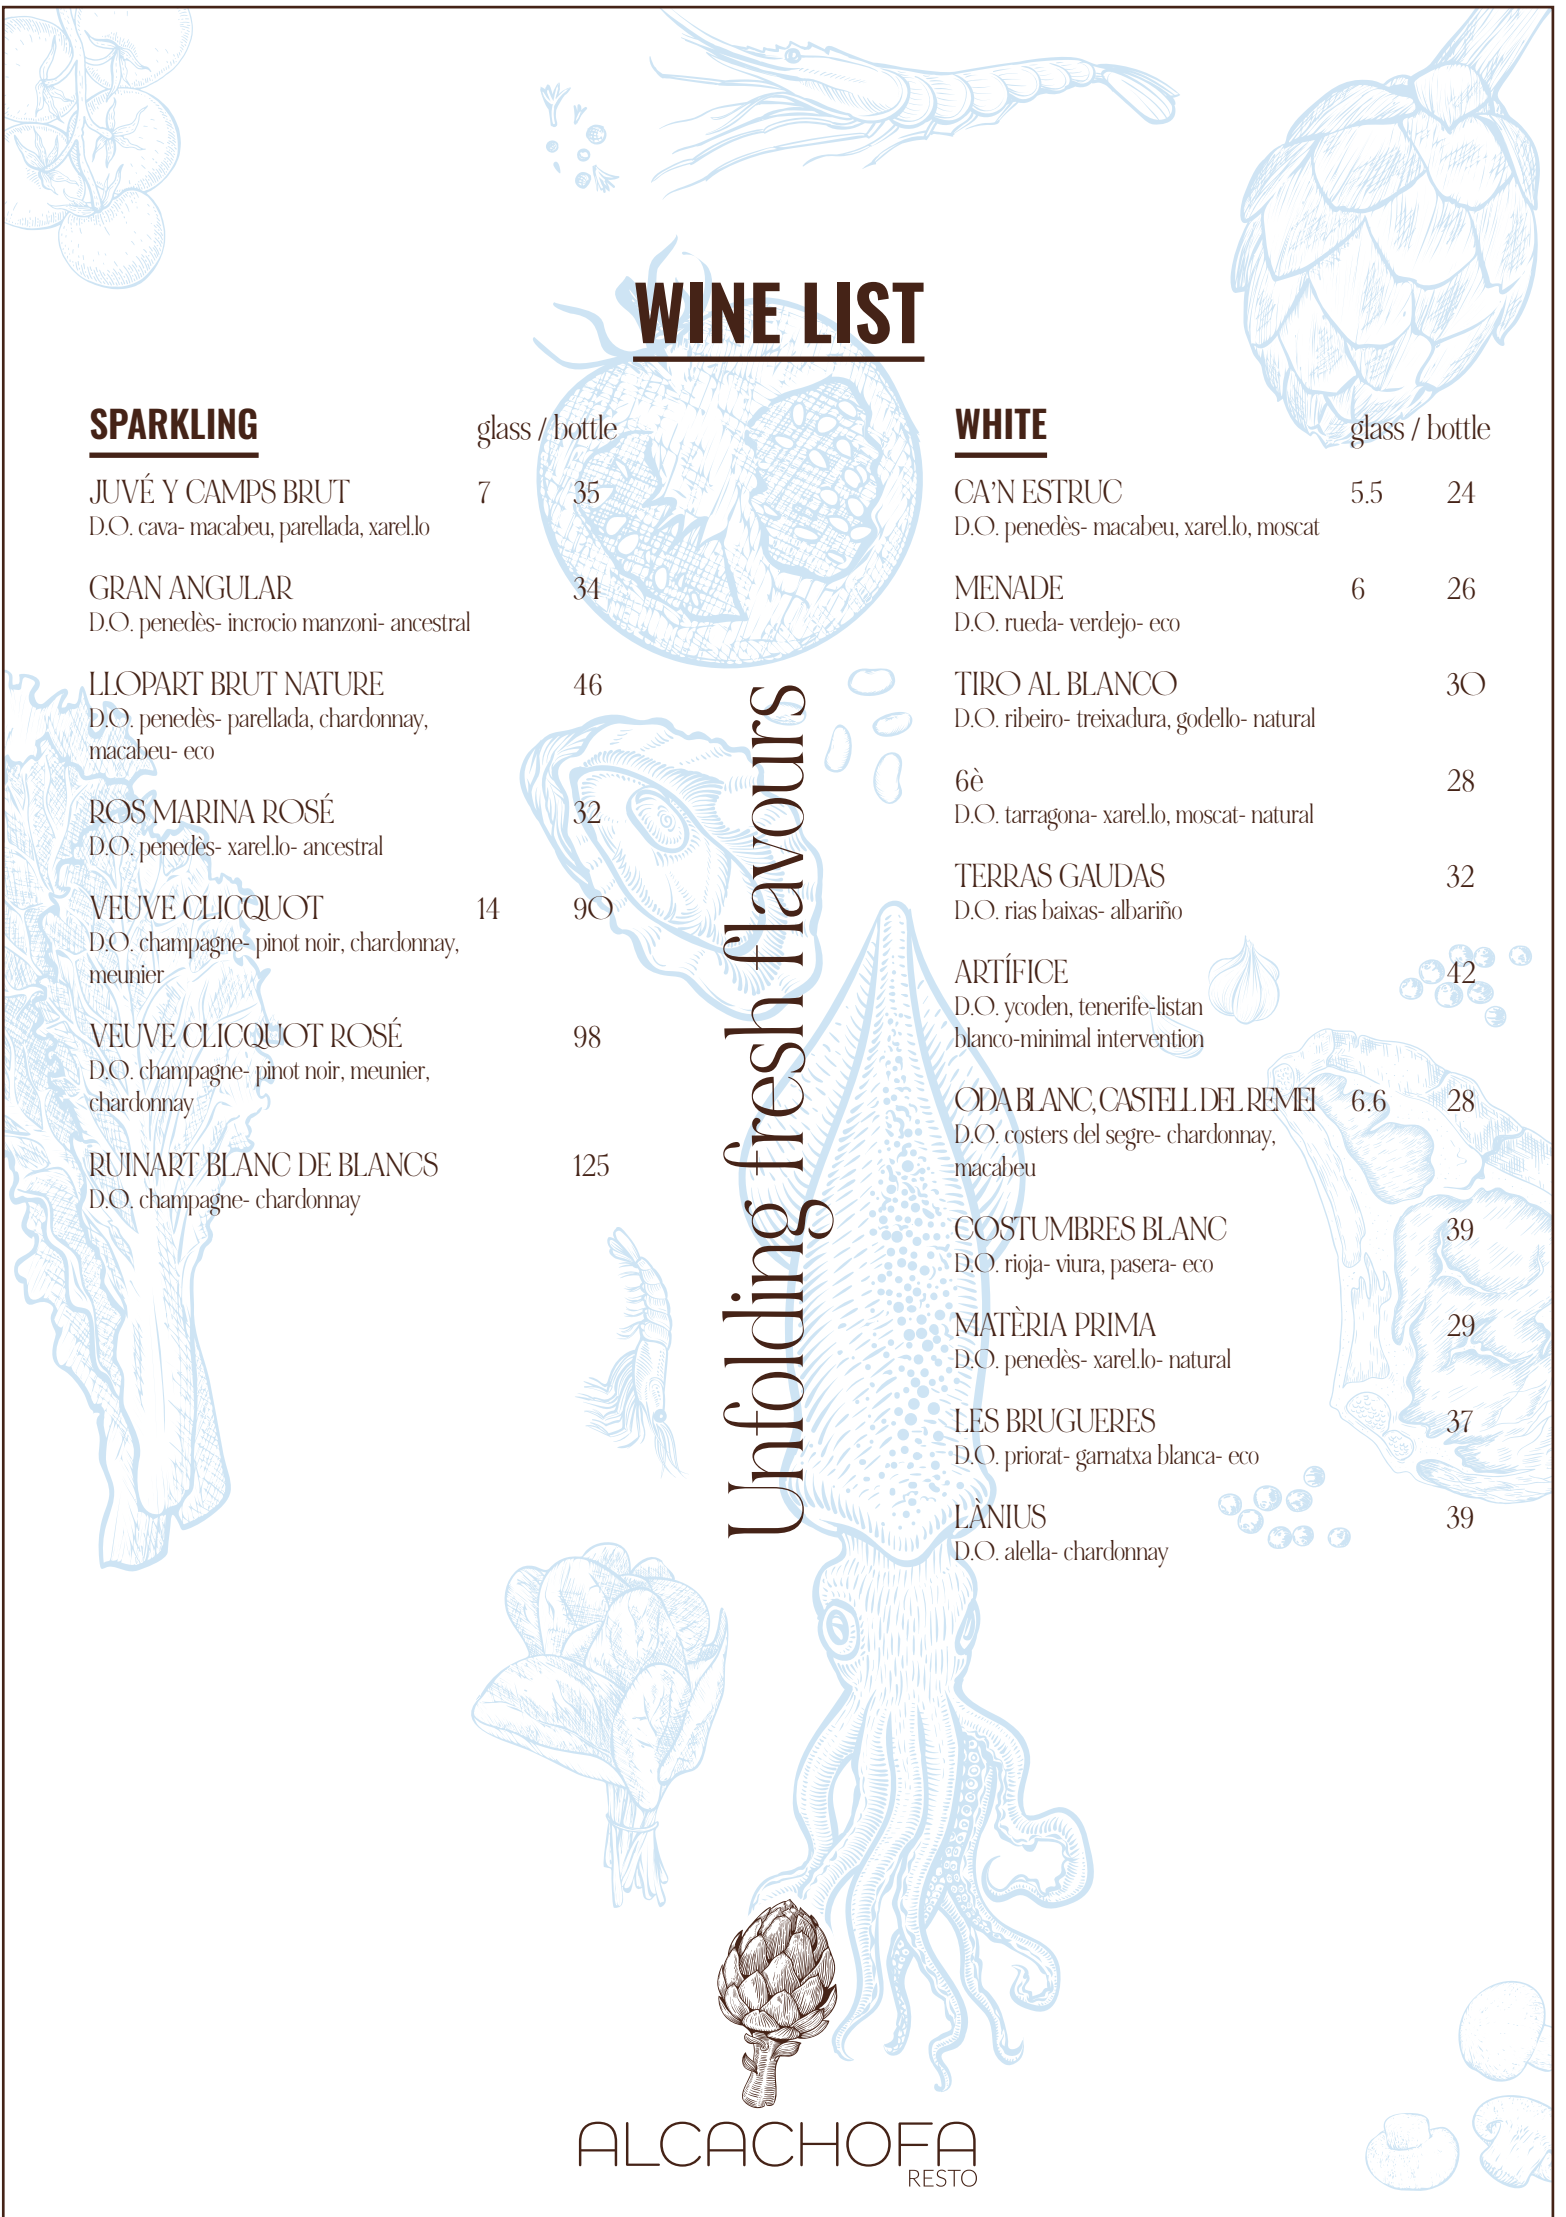 WINE LIST
SPARKLING glass / bottle
JUVÉ Y CAMPS BRUT 7 35
D.O. cava- macabeu, parellada, xarel.lo
GRAN ANGULAR 34
D.O. penedès- incrocio manzoni- ancestral
LLOPART BRUT NATURE 46
D.O. penedès- parellada, chardonnay,
macabeu- eco
ROS MARINA ROSÉ 32
D.O. penedès- xarel.lo- ancestral
VEUVE CLICQUOT 14 90
D.O. champagne- pinot noir, chardonnay,
meunier
VEUVE CLICQUOT ROSÉ 98
D.O. champagne- pinot noir, meunier,
chardonnay
RUINART BLANC DE BLANCS 125
D.O. champagne- chardonnay
Unfolding fresh flavours
WHITE glass / bottle
CA'N ESTRUC 5.5 24
D.O. penedès- macabeu, xarel.lo, moscat
MENADE 6 26
D.O. rueda- verdejo- eco
TIRO AL BLANCO 30
D.O. ribeiro- treixadura, godello- natural
6è 28
D.O. tarragona- xarel.lo, moscat- natural
TERRAS GAUDAS 32
D.O. rias baixas- albariño
ARTÍFICE 42
D.O. ycoden, tenerife-listan
blanco-minimal intervention
ODA BLANC, CASTELL DEL REMEI 6.6 28
D.O. costers del segre- chardonnay,
macabeu
COSTUMBRES BLANC 39
D.O. rioja- viura, pasera- eco
MATÈRIA PRIMA 29
D.O. penedès- xarel.lo- natural
LES BRUGUERES 37
D.O. priorat- garnatxa blanca- eco
LÀNIUS 39
D.O. alella- chardonnay
ALCACHOFA
RESTO